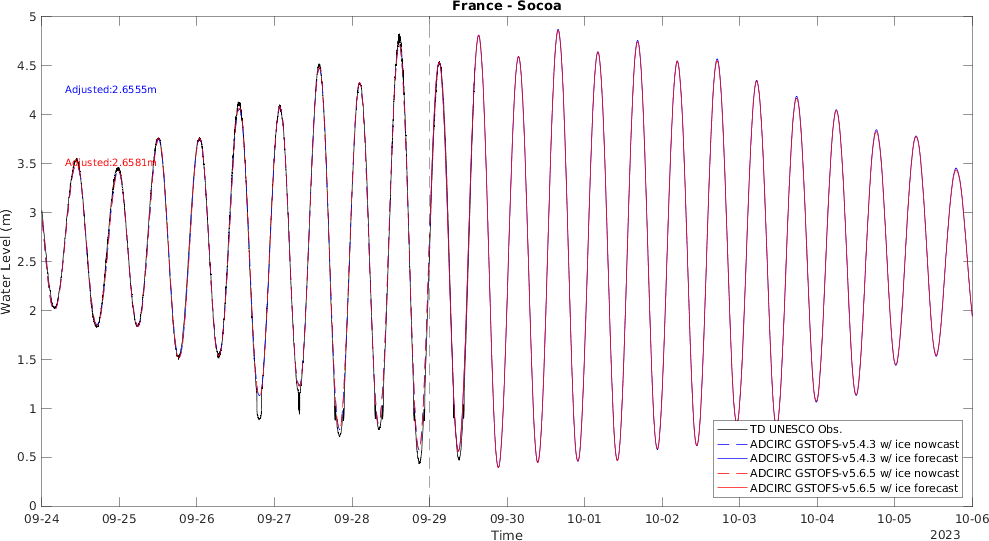 France - Socoa
Water Level (m)
5
4.5
4
3.5
3
2.5
2
1.5
1
0.5
0
Adjusted:2.6555m
Adjusted:2.6581m
TD UNESCO Obs.
ADCIRC GSTOFS-v5.4.3 w/ ice nowcast
ADCIRC GSTOFS-v5.4.3 w/ ice forecast
ADCIRC GSTOFS-v5.6.5 w/ ice nowcast
ADCIRC GSTOFS-v5.6.5 w/ ice forecast
09-24 09-25 09-26 09-27 09-28 09-29 09-30 10-01 10-02 10-03 10-04 10-05 10-06
Time
2023